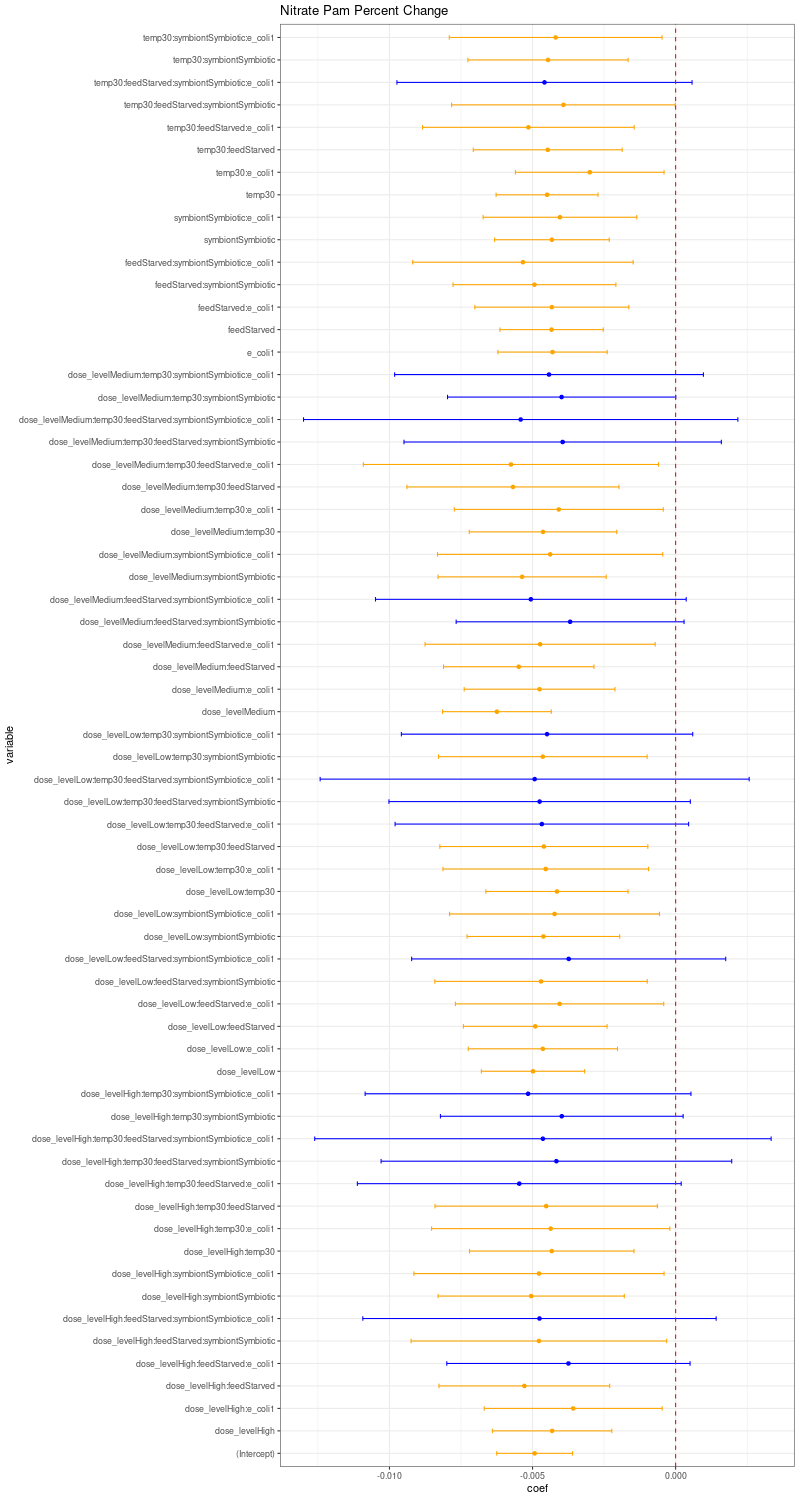 Nitrate Pam Percent Change
temp30:symbiontSymbiotic:e_coli1
temp30:symbiontSymbiotic
temp30:feedStarved:symbiontSymbiotic:e_coli1
temp30:feedStarved:symbiontSymbiotic
temp30:feedStarved:e_coli1
temp30:feedStarved
temp30:e_coli1
temp30
symbiontSymbiotic:e_coli1
symbiontSymbiotic
feedStarved:symbiontSymbiotic:e_coli1
feedStarved:symbiontSymbiotic
feedStarved:e_coli1
feedStarved
e_coli1
dose_levelMedium:temp30:symbiontSymbiotic:e_coli1
dose_levelMedium:temp30:symbiontSymbiotic
dose_levelMedium:temp30:feedStarved:symbiontSymbiotic:e_coli1
dose_levelMedium:temp30:feedStarved:symbiontSymbiotic
dose_levelMedium:temp30:feedStarved:e_coli1
dose_levelMedium:temp30:feedStarved
dose_levelMedium:temp30:e_coli1
dose_levelMedium:temp30
dose_levelMedium:symbiontSymbiotic:e_coli1
dose_levelMedium:symbiontSymbiotic
dose_levelMedium:feedStarved:symbiontSymbiotic:e_coli1
dose_levelMedium:feedStarved:symbiontSymbiotic
dose_levelMedium:feedStarved:e_coli1
dose_levelMedium:feedStarved
dose_levelMedium:e_coli1
dose_levelMedium
dose_levelLow:temp30:symbiontSymbiotic:e_coli1
dose_levelLow:temp30:symbiontSymbiotic
dose_levelLow:temp30:feedStarved:symbiontSymbiotic:e_coli1
dose_levelLow:temp30:feedStarved:symbiontSymbiotic
dose_levelLow:temp30:feedStarved:e_coli1
dose_levelLow:temp30:feedStarved
dose_levelLow:temp30:e_coli1
dose_levelLow:temp30
dose_levelLow:symbiontSymbiotic:e_coli1
dose_levelLow:symbiontSymbiotic
dose_levelLow:feedStarved:symbiontSymbiotic:e_coli1
dose_levelLow:feedStarved:symbiontSymbiotic
dose_levelLow:feedStarved:e_coli1
dose_levelLow:feedStarved
dose_levelLow:e_coli1
dose_levelLow
dose_levelHigh:temp30:symbiontSymbiotic:e_coli1
dose_levelHigh:temp30:symbiontSymbiotic
dose_levelHigh:temp30:feedStarved:symbiontSymbiotic:e_coli1
dose_levelHigh:temp30:feedStarved:symbiontSymbiotic
dose_levelHigh:temp30:feedStarved:e_coli1
dose_levelHigh:temp30:feedStarved
dose_levelHigh:temp30:e_coli1
dose_levelHigh:temp30
dose_levelHigh:symbiontSymbiotic:e_coli1
dose_levelHigh:symbiontSymbiotic
dose_levelHigh:feedStarved:symbiontSymbiotic:e_coli1
dose_levelHigh:feedStarved:symbiontSymbiotic
dose_levelHigh:feedStarved:e_coli1
dose_levelHigh:feedStarved
dose_levelHigh:e_coli1
dose_levelHigh
(Intercept)
variable
-0.010 -0.005 0.000
coef